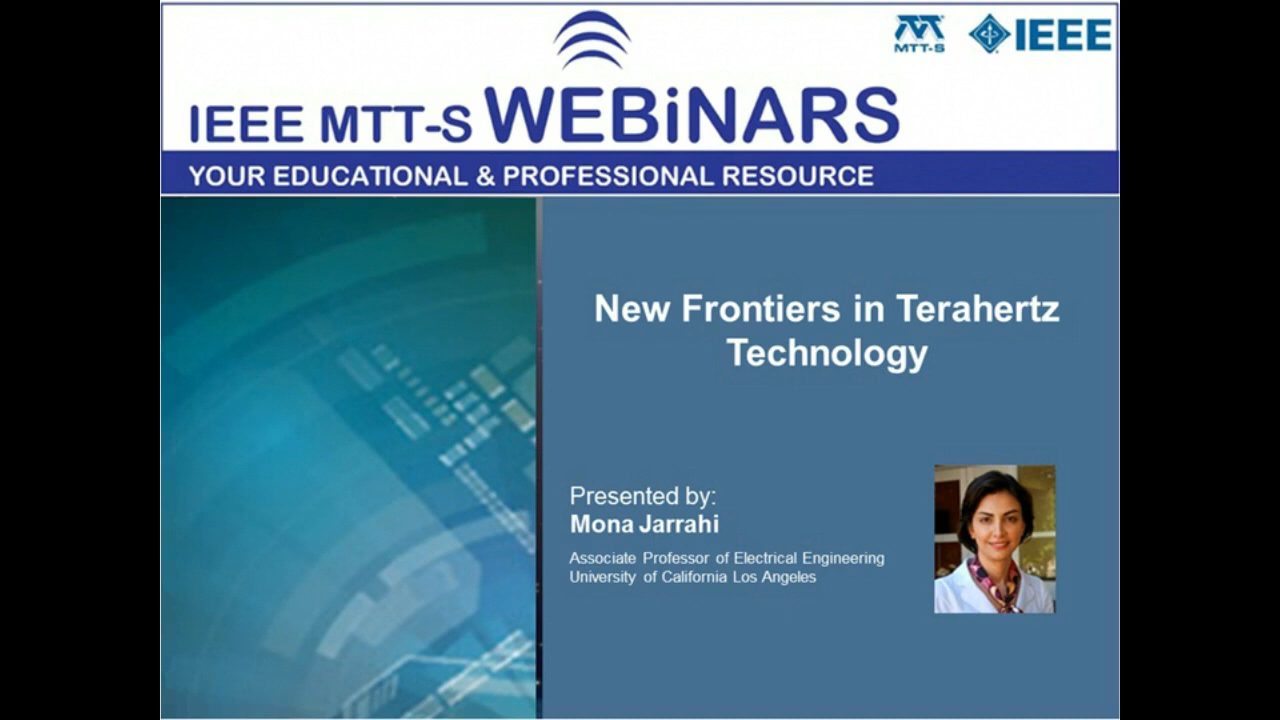 MTT-S
IEEE
IEEE MTT-S WEBiNARS
YOUR EDUCATIONAL & PROFESSIONAL RESOURCE
New Frontiers in Terahertz
Technology
Presented by:
Mona Jarrahi
Associate Professor of Electrical Engineering
University of California Los Angeles